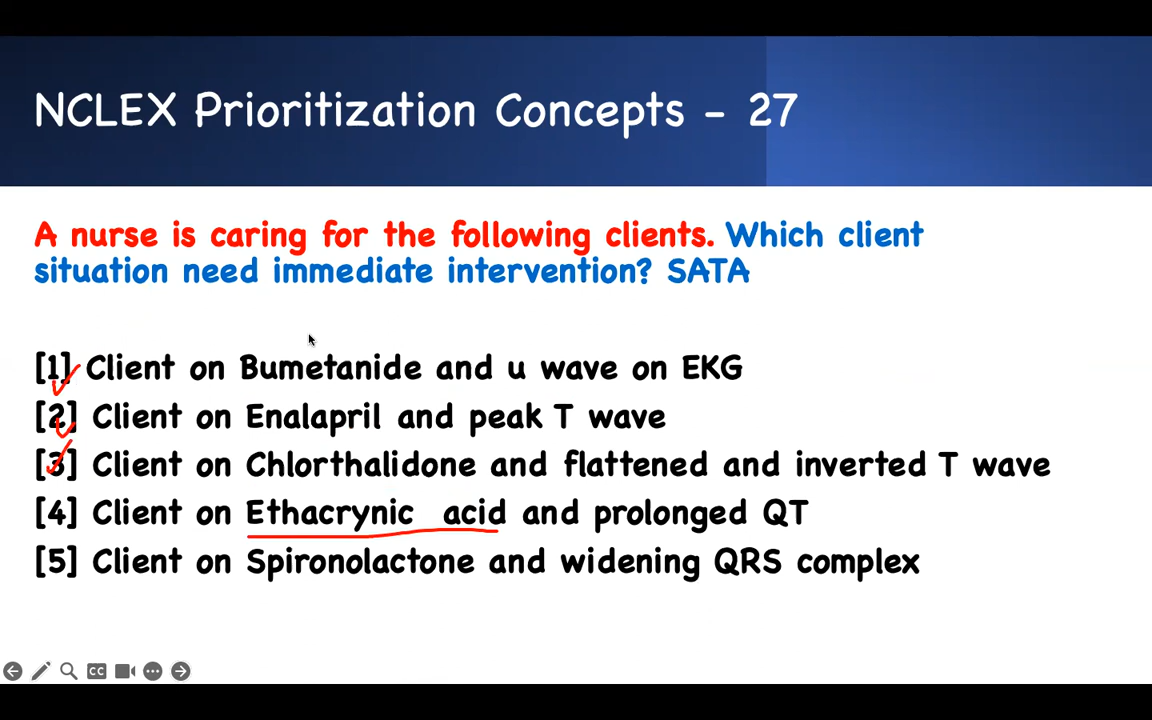 NCLEX Prioritization Concepts - 27
A nurse is caring for the following clients. Which client
situation need immediate intervention? SATA
[1] Client on Bumetanide and u wave on EKG
[2] Client on Enalapril and peak T wave
[3] Client on Chlorthalidone and flattened and inverted T wave
[4] Client on Ethacrynic acid and prolonged QT
[5] Client on Spironolactone and widening QRS complex
CC